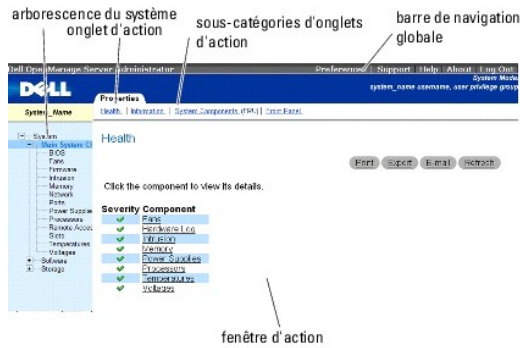 arborescence du système
onglet d'action
sous-catégories d'onglets
d'action
barre de navigation
globale
Dell OpenManage Server Administrator
Preferences | Support | Help | About | Log Out
System Model
system_name username, user privilege group
DELL
System_Name
Properties
Health | Information | System Components (FRU) | Front Panel
System
Main System Ch
BIOS
Fans
Firmware
Intrusion
Memory
Network
Ports
Power Supplie
Processors
Remote Acces
Slots
Temperatures
Voltages
Software
Storage
Health
Print Export E-mail Refresh
Click the component to view its details.
Severity Component
Fans
Hardware Log
Intrusion
Memory
Power Supplies
Processors
Temperatures
Voltages
fenêtre d'action